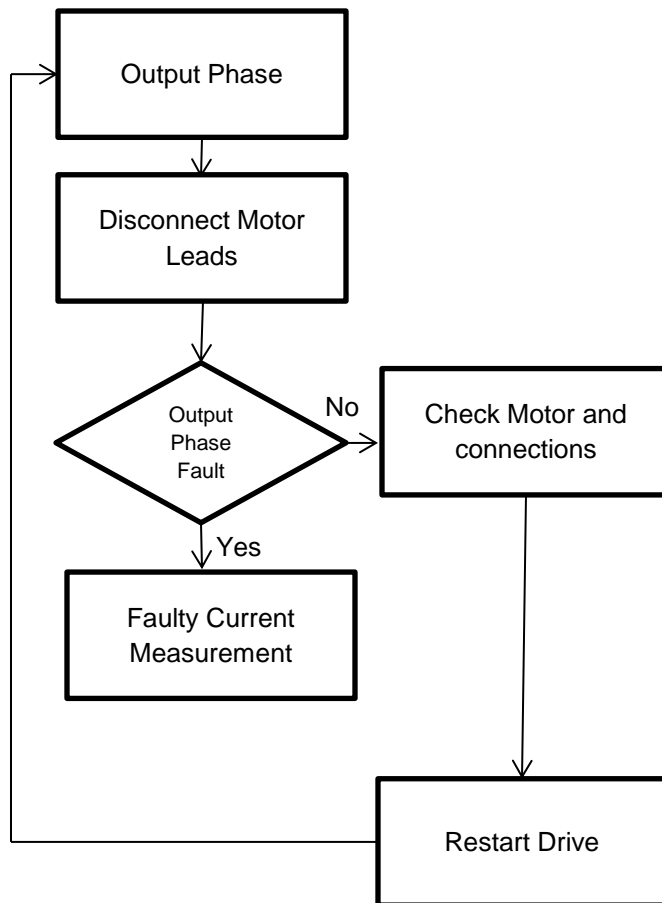 Output Phase
Disconnect Motor
Leads
Output
Phase
Fault
No
Check Motor and
connections
Yes
Faulty Current
Measurement
Restart Drive